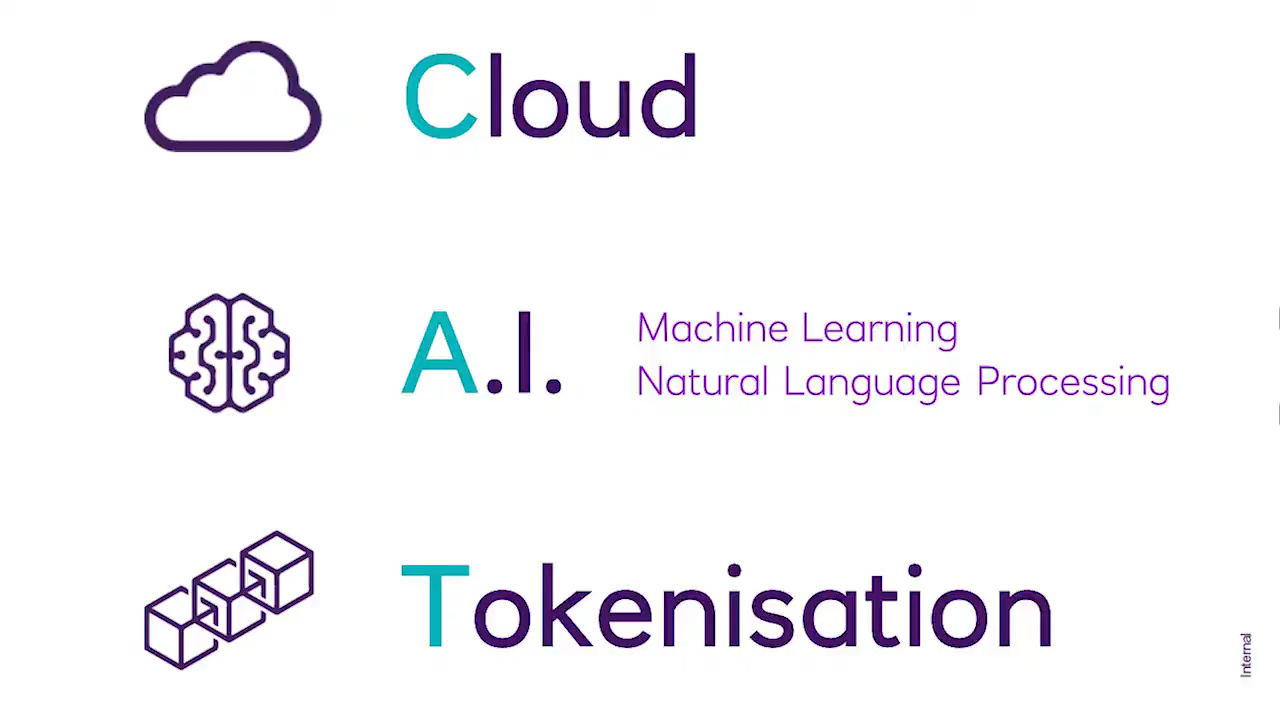 Cloud
A.I.
Machine Learning
Natural Language Processing
Tokenisation
Internal